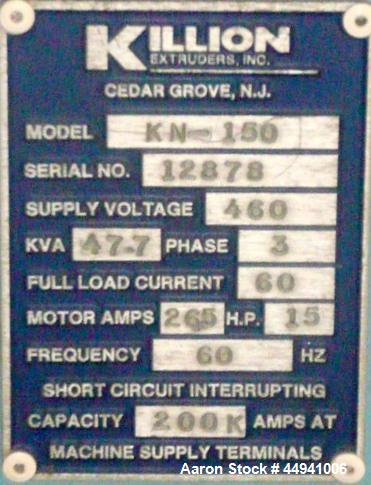 KILLION
EXTRUDERS, INC.
CEDAR GROVE, N.J.
MODEL KN-150
SERIAL NO. 12878
SUPPLY VOLTAGE 460
KVA 47.7 PHASE 3
FULL LOAD CURRENT 60
MOTOR AMPS 265 H.P. 15
FREQUENCY 60 HZ
SHORT CIRCUIT INTERRUPTING
CAPACITY 200K AMPS AT
MACHINE SUPPLY TERMINALS
Aaron Stock # 44941006